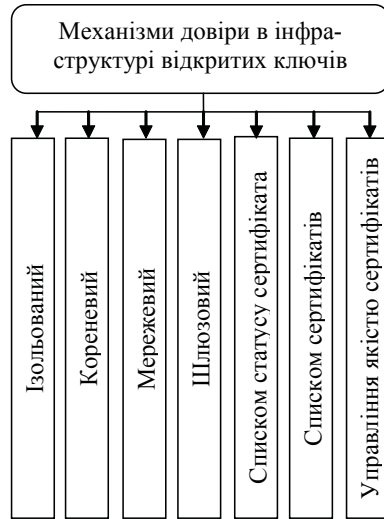 Механізми довіри в інфра-
структурі відкритих ключів
Ізольований
Кореневий
Мережевий
Шлюзовий
Списком статусу сертифіката
Списком сертифікатів
Управління якістю сертифікатів